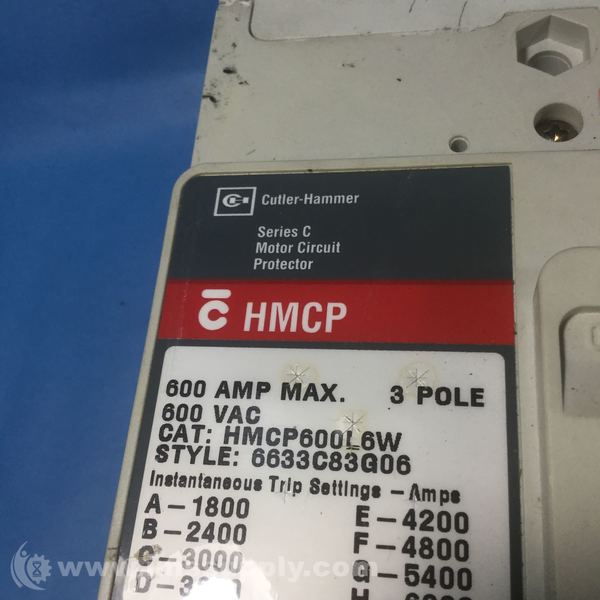 Cutler-Hammer
Series C
Motor Circuit
Protector
C HMCP
600 AMP MAX. 3 POLE
600 VAC
CAT: HMCP600L6W
STYLE: 6633C83G06
Instantaneous Trip Settings - Amps
A - 1800 E - 4200
B - 2400 F - 4800
C - 3000 G - 5400